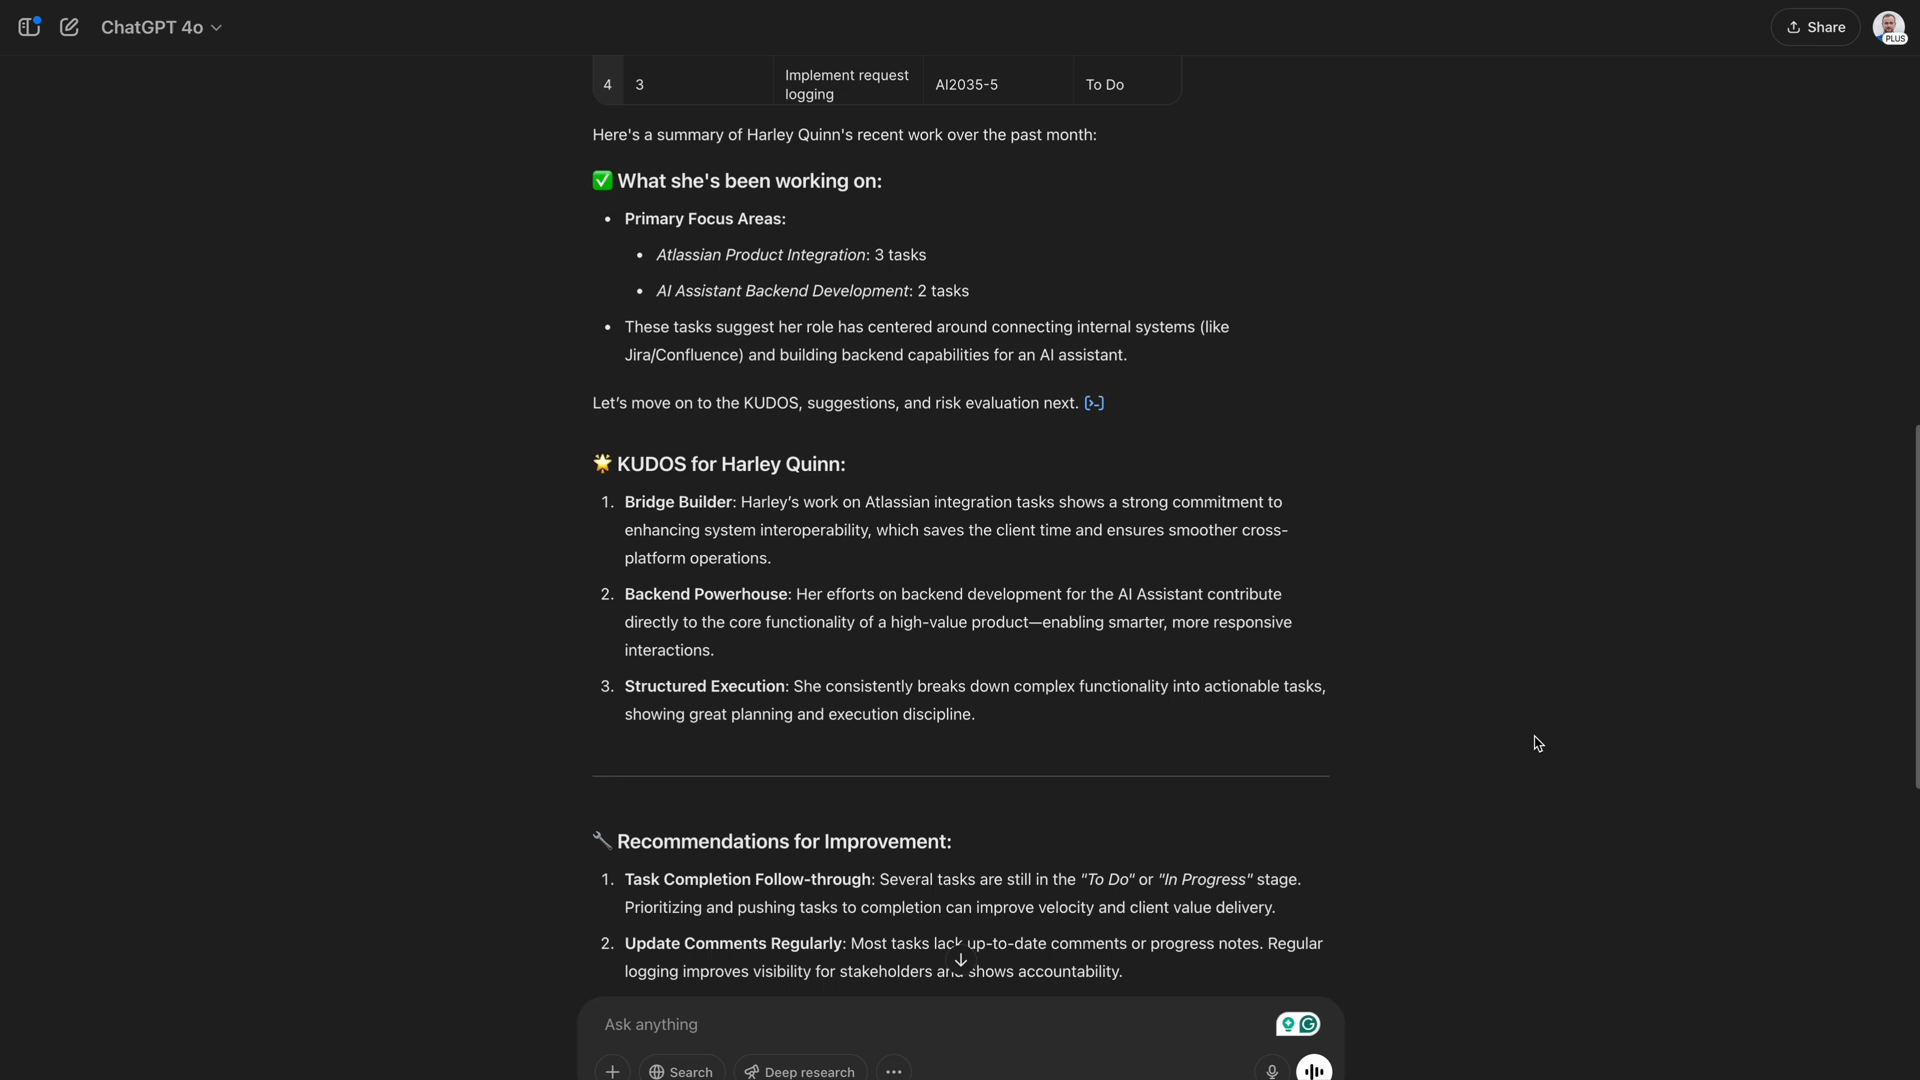 ChatGPT 4o
Share
PLUS
4 3 Implement request logging AI2035-5 To Do
Here's a summary of Harley Quinn's recent work over the past month:
✅ What she's been working on:
• Primary Focus Areas:
• Atlassian Product Integration: 3 tasks
• AI Assistant Backend Development: 2 tasks
• These tasks suggest her role has centered around connecting internal systems (like
Jira/Confluence) and building backend capabilities for an AI assistant.
Let's move on to the KUDOS, suggestions, and risk evaluation next.
🌟 KUDOS for Harley Quinn:
1. Bridge Builder: Harley's work on Atlassian integration tasks shows a strong commitment to
enhancing system interoperability, which saves the client time and ensures smoother cross-
platform operations.
2. Backend Powerhouse: Her efforts on backend development for the AI Assistant contribute
directly to the core functionality of a high-value product—enabling smarter, more responsive
interactions.
3. Structured Execution: She consistently breaks down complex functionality into actionable tasks,
showing great planning and execution discipline.
🔧 Recommendations for Improvement:
1. Task Completion Follow-through: Several tasks are still in the "To Do" or "In Progress" stage.
Prioritizing and pushing tasks to completion can improve velocity and client value delivery.
2. Update Comments Regularly: Most tasks lack up-to-date comments or progress notes. Regular
logging improves visibility for stakeholders and shows accountability.
Ask anything
Search
Deep research